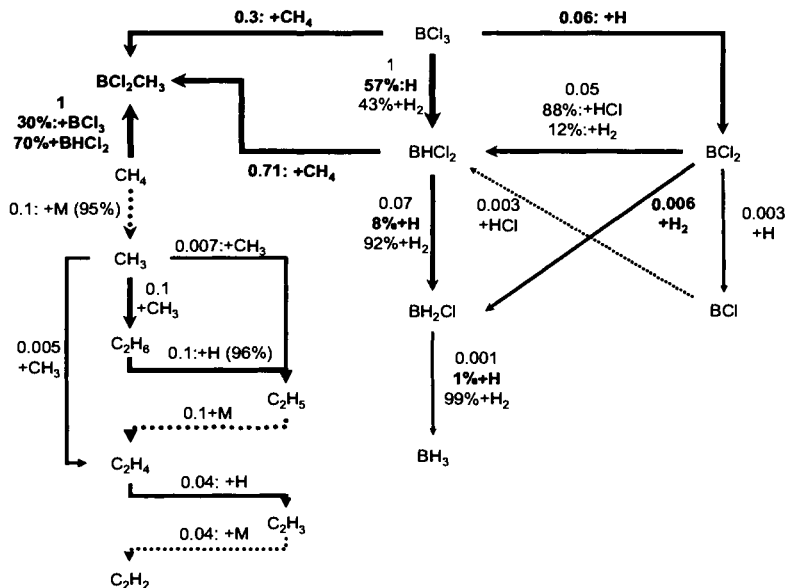 0.3: +CH₄
BCl₃
0.06: +H
BCl₂CH₃
1
57%:H
43%+H₂
0.05
88%:+HCl
12%:+H₂
1
30%:+BCl₃
70%+BHCl₂
BHCl₂
BCl₂
0.71: +CH₄
CH₄
0.1: +M (95%)
0.07
8%+H
92%+H₂
0.003
+HCl
0.006
+H₂
0.003
+H
CH₃
0.007:+CH₃
0.1
+CH₃
BH₂Cl
BCl
0.005
+CH₃
C₂H₆
0.1:+H (96%)
0.001
1%+H
99%+H₂
C₂H₅
0.1+M
C₂H₄
BH₃
0.04: +H
C₂H₃
0.04: +M
C₂H₂